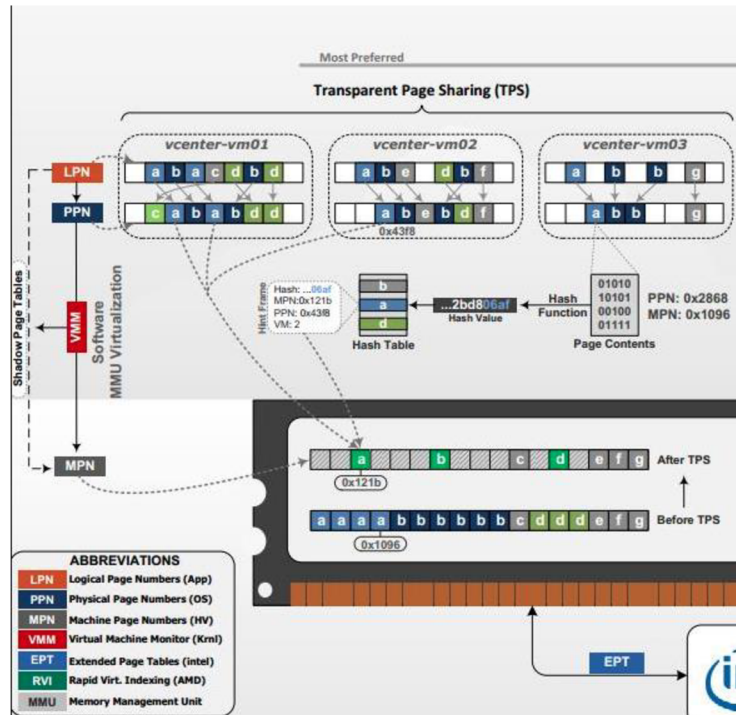 Most Preferred
Transparent Page Sharing (TPS)
vcenter-vm01
vcenter-vm02
vcenter-vm03
LPN
a b a c d b d
a b e d b f
a b b g
PPN
c a b a b d d
a b e b d f
a b b g
0x43f8
Shadow Page Tables
VMM
Software
MMU Virtualization
Hint Frame
Hash: ...06af
MPN:0x121b
PPN: 0x43f8
VM: 2
b
a
d
Hash Table
...2bd806af
Hash Value
Hash
Function
01010
10101
00100
01111
Page Contents
PPN: 0x2868
MPN: 0x1096
MPN
a b c d e f g
After TPS
0x121b
a a a a b b b b b b c d d d e f g
Before TPS
0x1096
ABBREVIATIONS
LPN Logical Page Numbers (App)
PPN Physical Page Numbers (OS)
MPN Machine Page Numbers (HV)
VMM Virtual Machine Monitor (Krnl)
EPT Extended Page Tables (intel)
RVI Rapid Virt. Indexing (AMD)
MMU Memory Management Unit
EPT